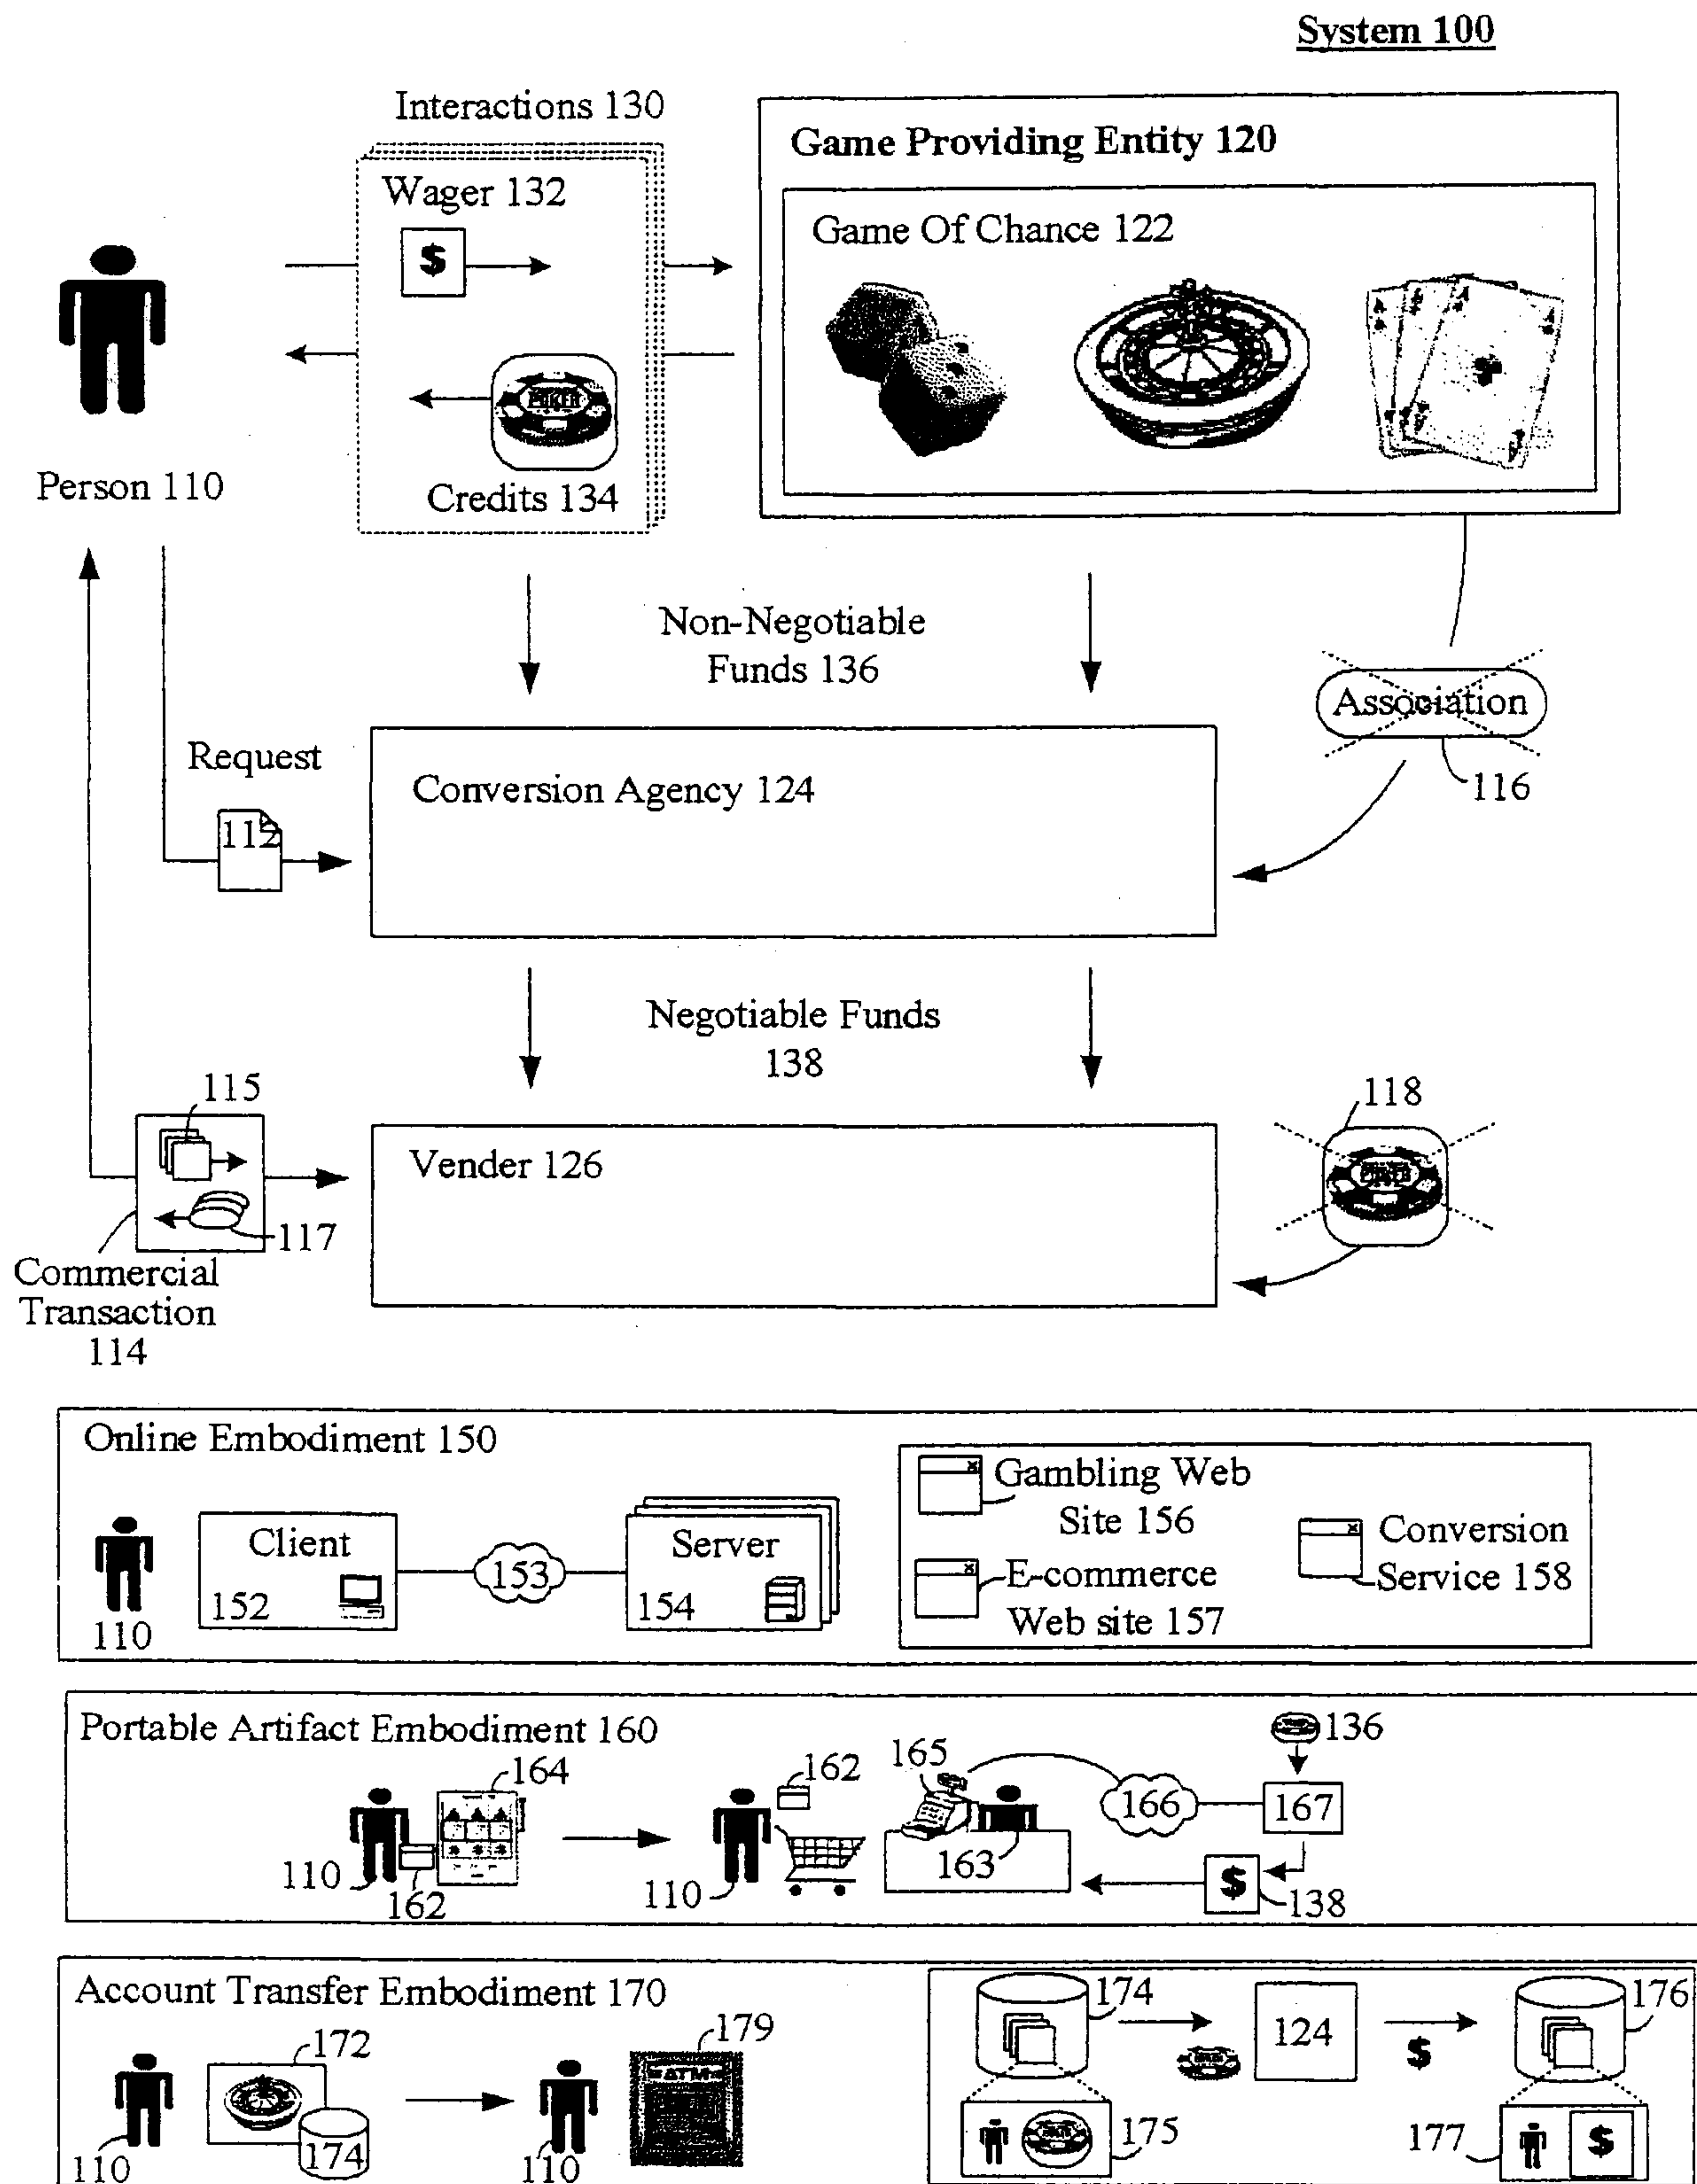 System 100
Interactions 130
Wager 132
$
Credits 134
Game Providing Entity 120
Game Of Chance 122
Person 110
Non-Negotiable
Funds 136
Association
116
Request
112
Conversion Agency 124
Negotiable Funds
138
115
117
Commercial
Transaction
114
Vender 126
118
Online Embodiment 150
110
Client
152
153
Server
154
Gambling Web
Site 156
E-commerce
Web site 157
Conversion
Service 158
Portable Artifact Embodiment 160
110
162
164
110
162
165
163
166
136
167
$
138
Account Transfer Embodiment 170
110
172
174
110
179
ATM
174
175
124
$
176
177
$